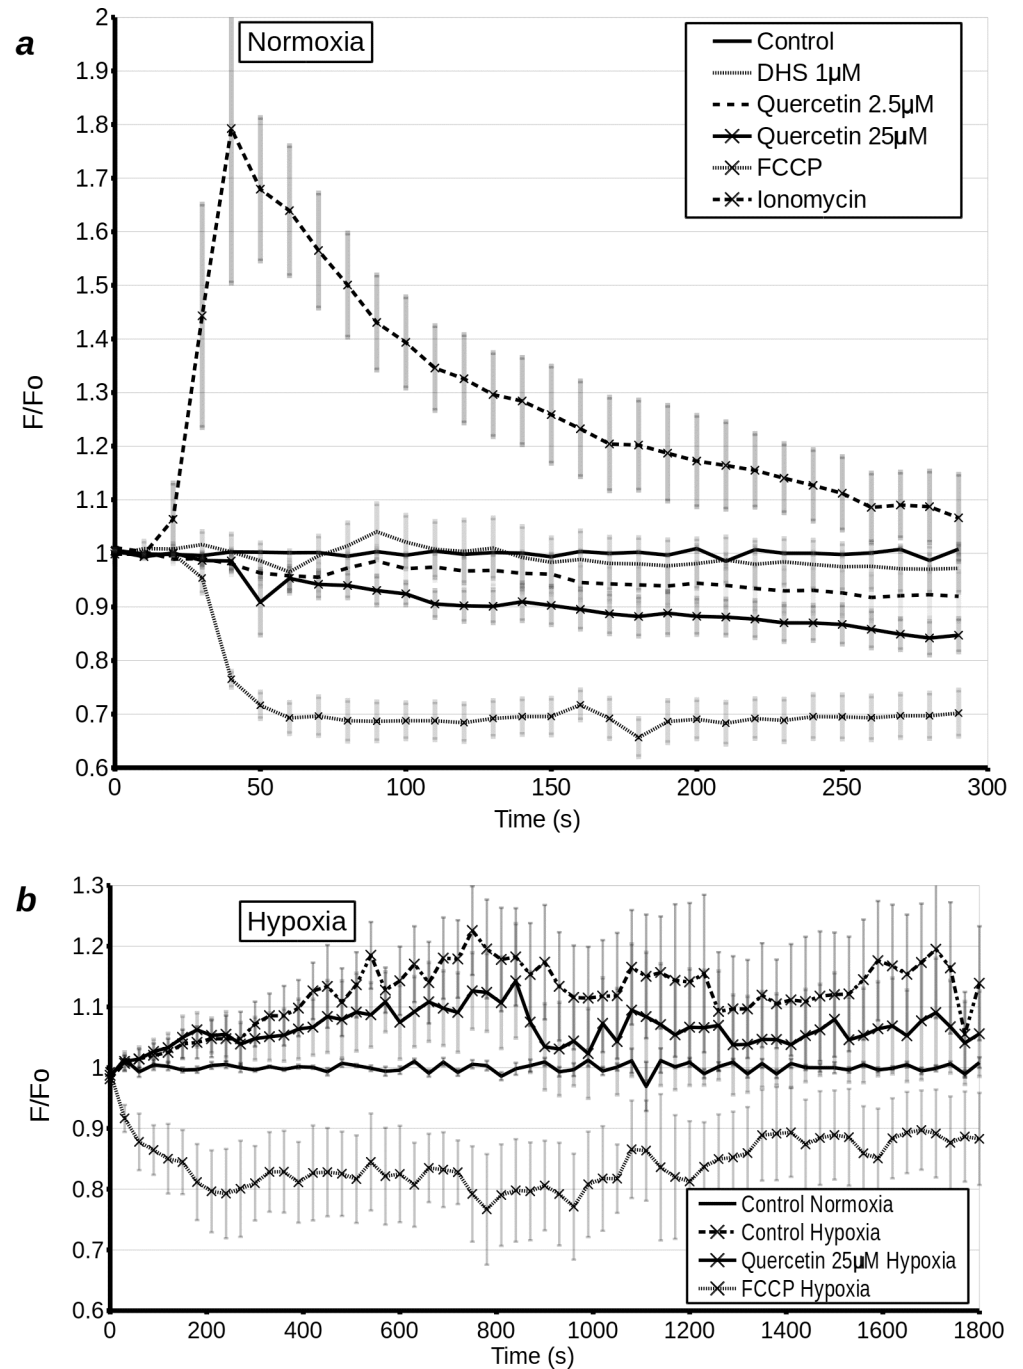 a
Normoxia
Control
DHS 1µM
Quercetin 2.5µM
Quercetin 25µM
FCCP
Ionomycin
F/Fo
2
1.9
1.8
1.7
1.6
1.5
1.4
1.3
1.2
1.1
1
0.9
0.8
0.7
0.6
0 50 100 150 200 250 300
Time (s)
b
Hypoxia
F/Fo
1.3
1.2
1.1
1
0.9
0.8
0.7
0.6
Control Normoxia
Control Hypoxia
Quercetin 25µM Hypoxia
FCCP Hypoxia
0 200 400 600 800 1000 1200 1400 1600 1800
Time (s)